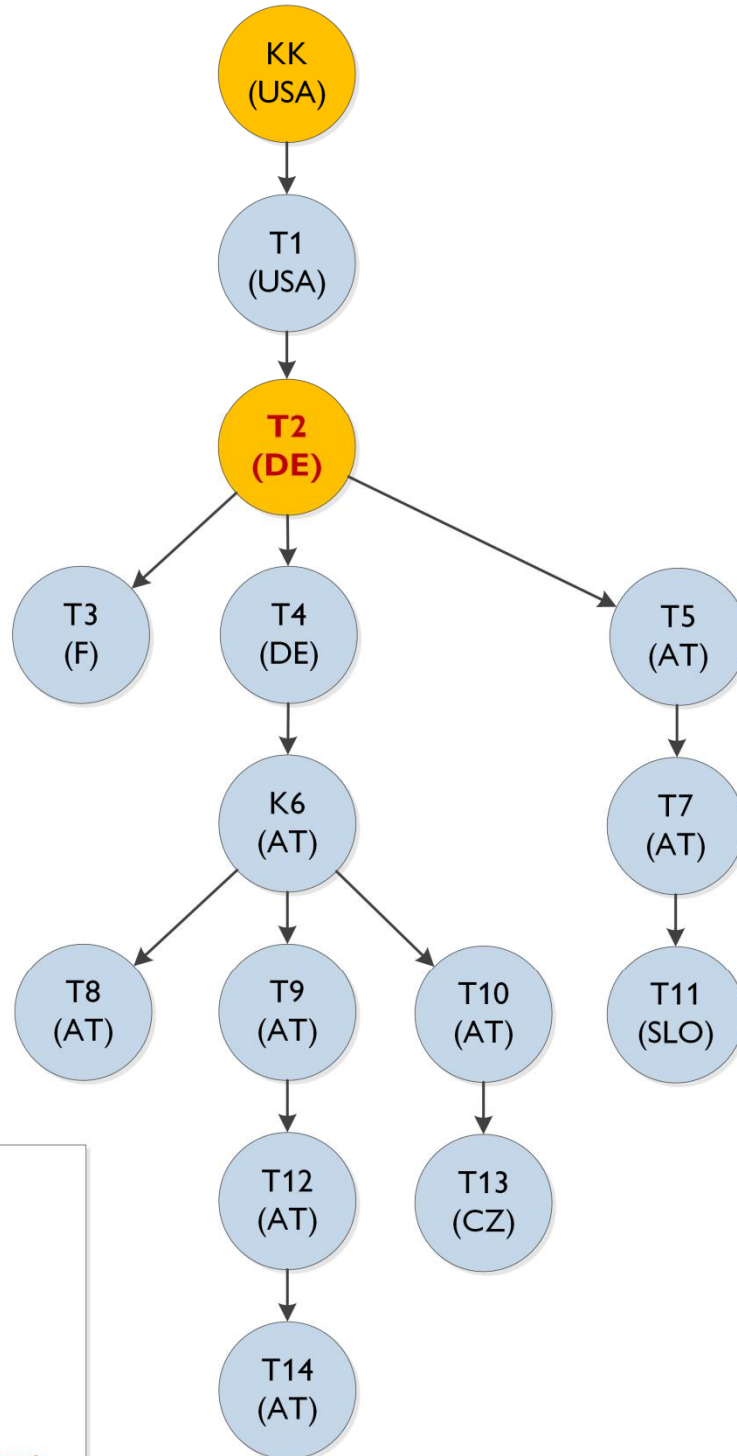 KK
(USA)
T1
(USA)
T2
(DE)
T3
(F)
T4
(DE)
T5
(AT)
K6
(AT)
T7
(AT)
T8
(AT)
T9
(AT)
T10
(AT)
T11
(SLO)
T12
(AT)
T13
(CZ)
T14
(AT)